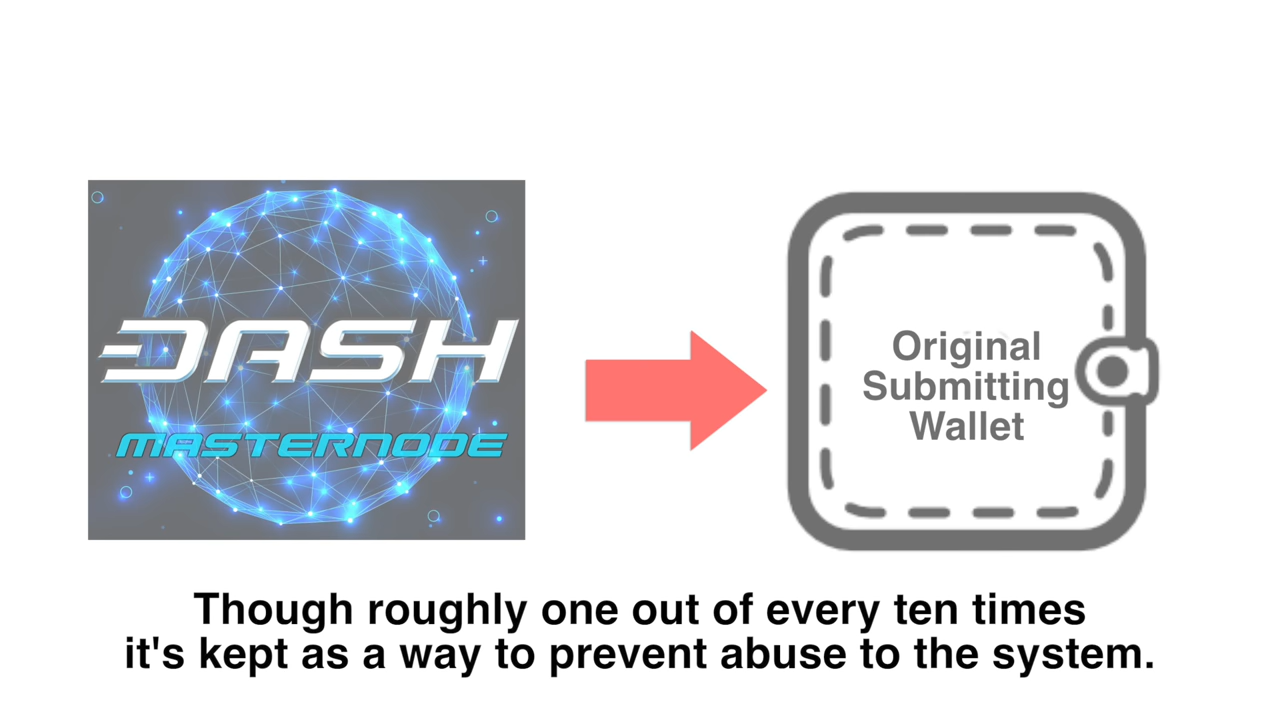 DASH
MASTERNODE
Original
Submitting
Wallet
Though roughly one out of every ten times
it's kept as a way to prevent abuse to the system.